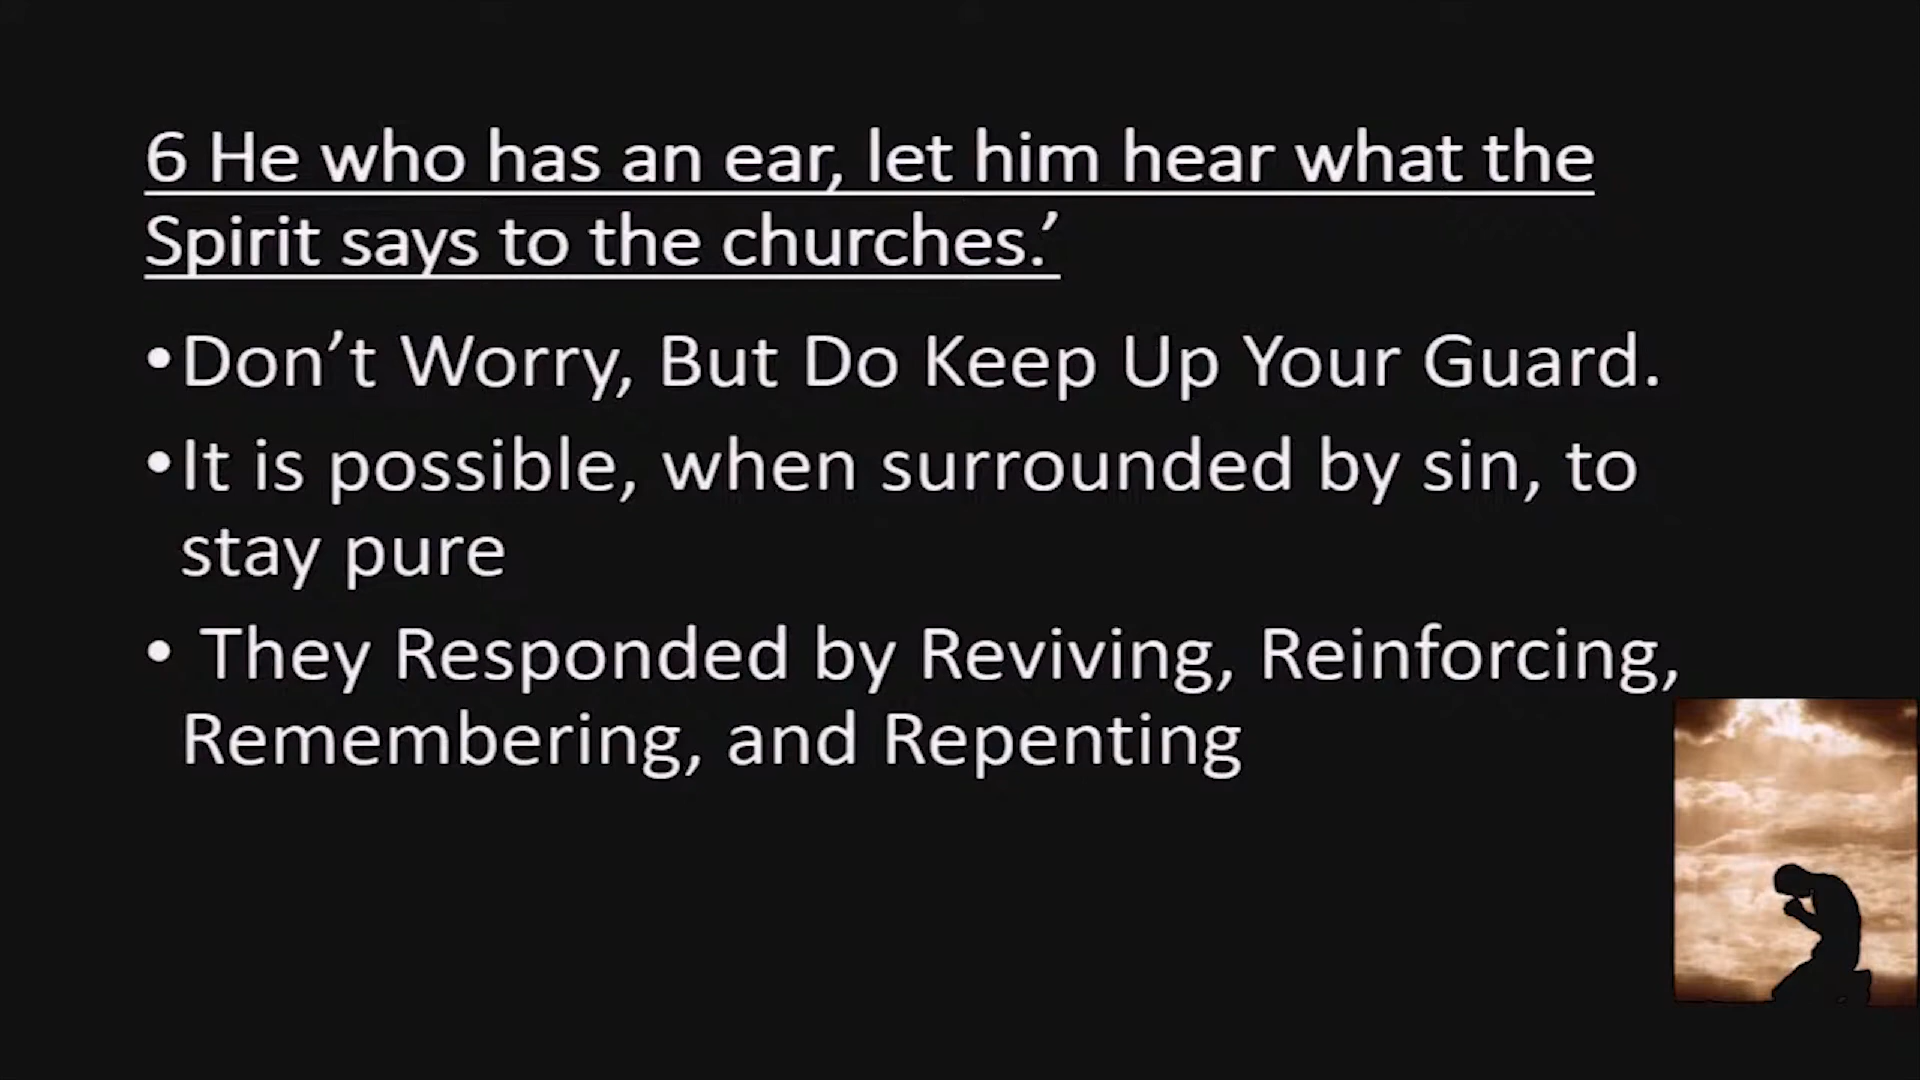 6 He who has an ear, let him hear what the
Spirit says to the churches.’
•Don’t Worry, But Do Keep Up Your Guard.
•It is possible, when surrounded by sin, to
stay pure
• They Responded by Reviving, Reinforcing,
Remembering, and Repenting